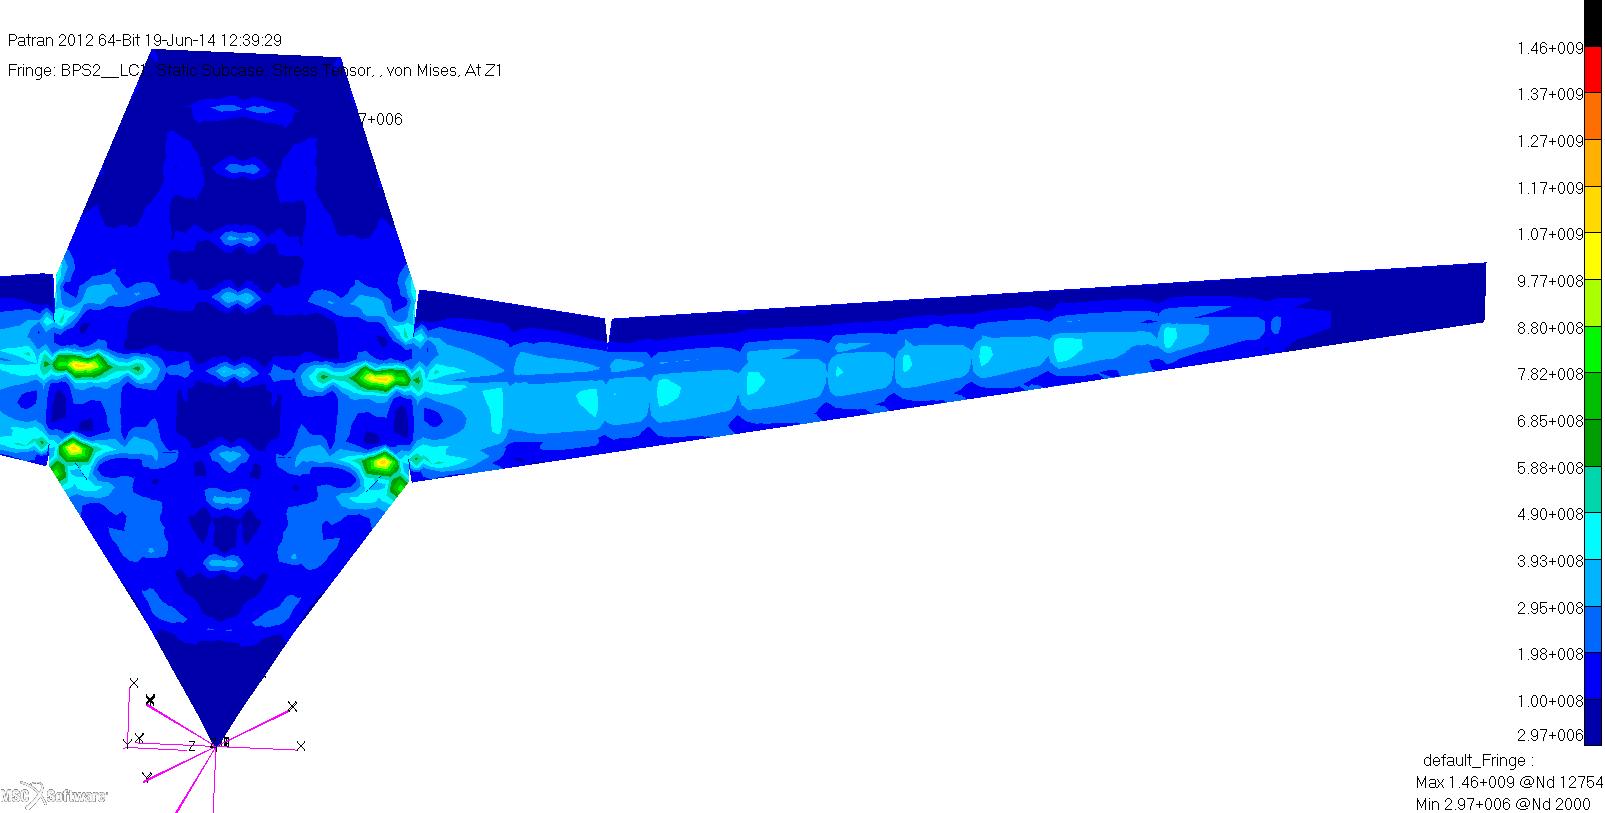 Patran 2012 64-Bit 19-Jun-14 12:39:29
Fringe: BPS2__LC1, Static Subcase, Stress Tensor, , von Mises, At Z1
7+006
1.46+009
1.37+009
1.27+009
1.17+009
1.07+009
9.77+008
8.80+008
7.82+008
6.85+008
5.88+008
4.90+008
3.93+008
2.95+008
1.98+008
1.00+008
2.97+006
X
X
X
X
Y
Z
X
Y
default_Fringe :
Max 1.46+009 @Nd 12754
Min 2.97+006 @Nd 2000
MSC Software